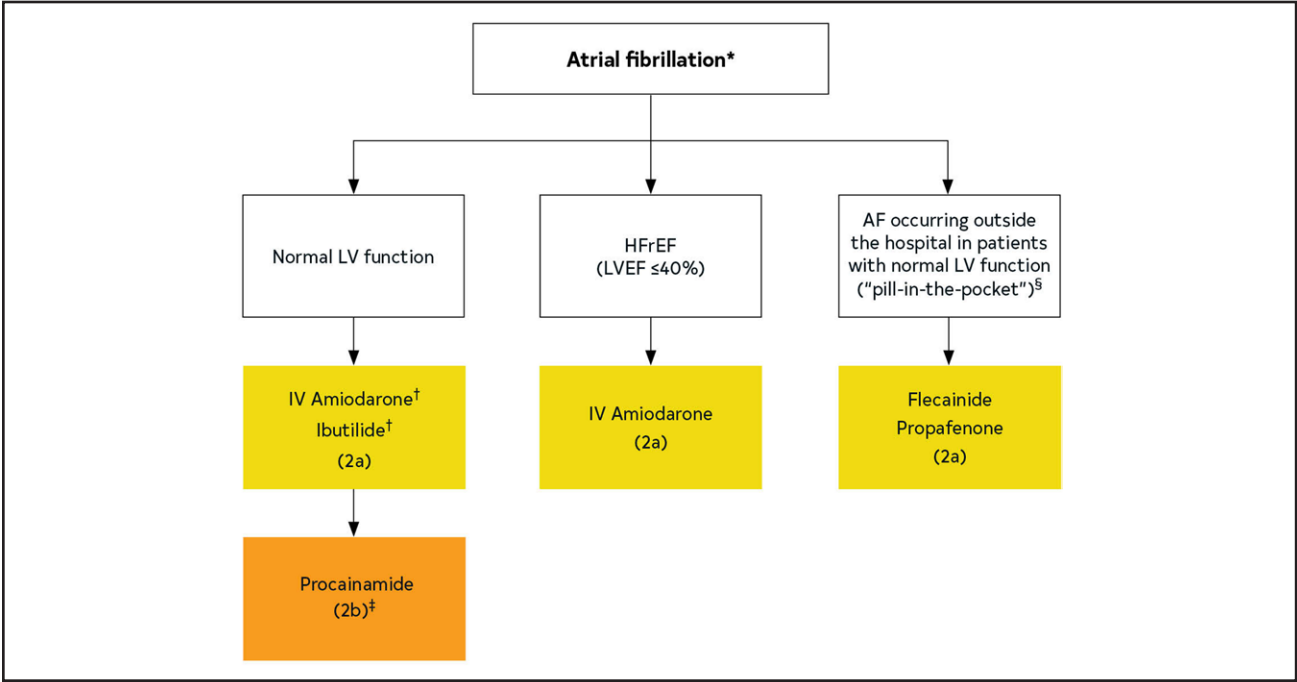 Atrial fibrillation*
Normal LV function
HFrEF
(LVEF ≤40%)
AF occurring outside
the hospital in patients
with normal LV function
(“pill-in-the-pocket”)§
IV Amiodarone†
Ibutilide†
(2a)
IV Amiodarone
(2a)
Flecainide
Propafenone
(2a)
Procainamide
(2b)‡